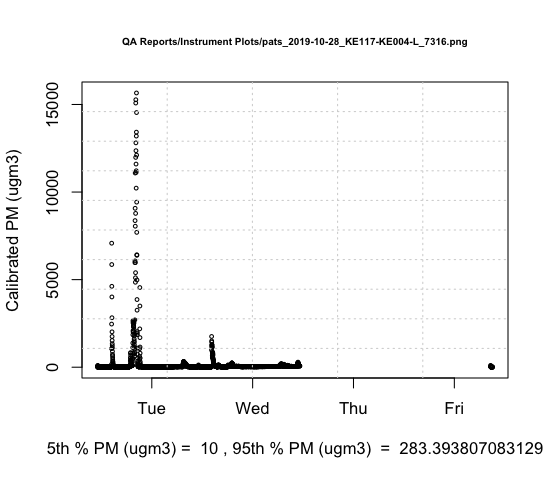 QA Reports/Instrument Plots/pats_2019-10-28_KE117-KE004-L_7316.png
Calibrated PM (ugm3)
15000
10000
5000
0
Tue Wed Thu Fri
5th % PM (ugm3) = 10 , 95th % PM (ugm3) = 283.393807083129